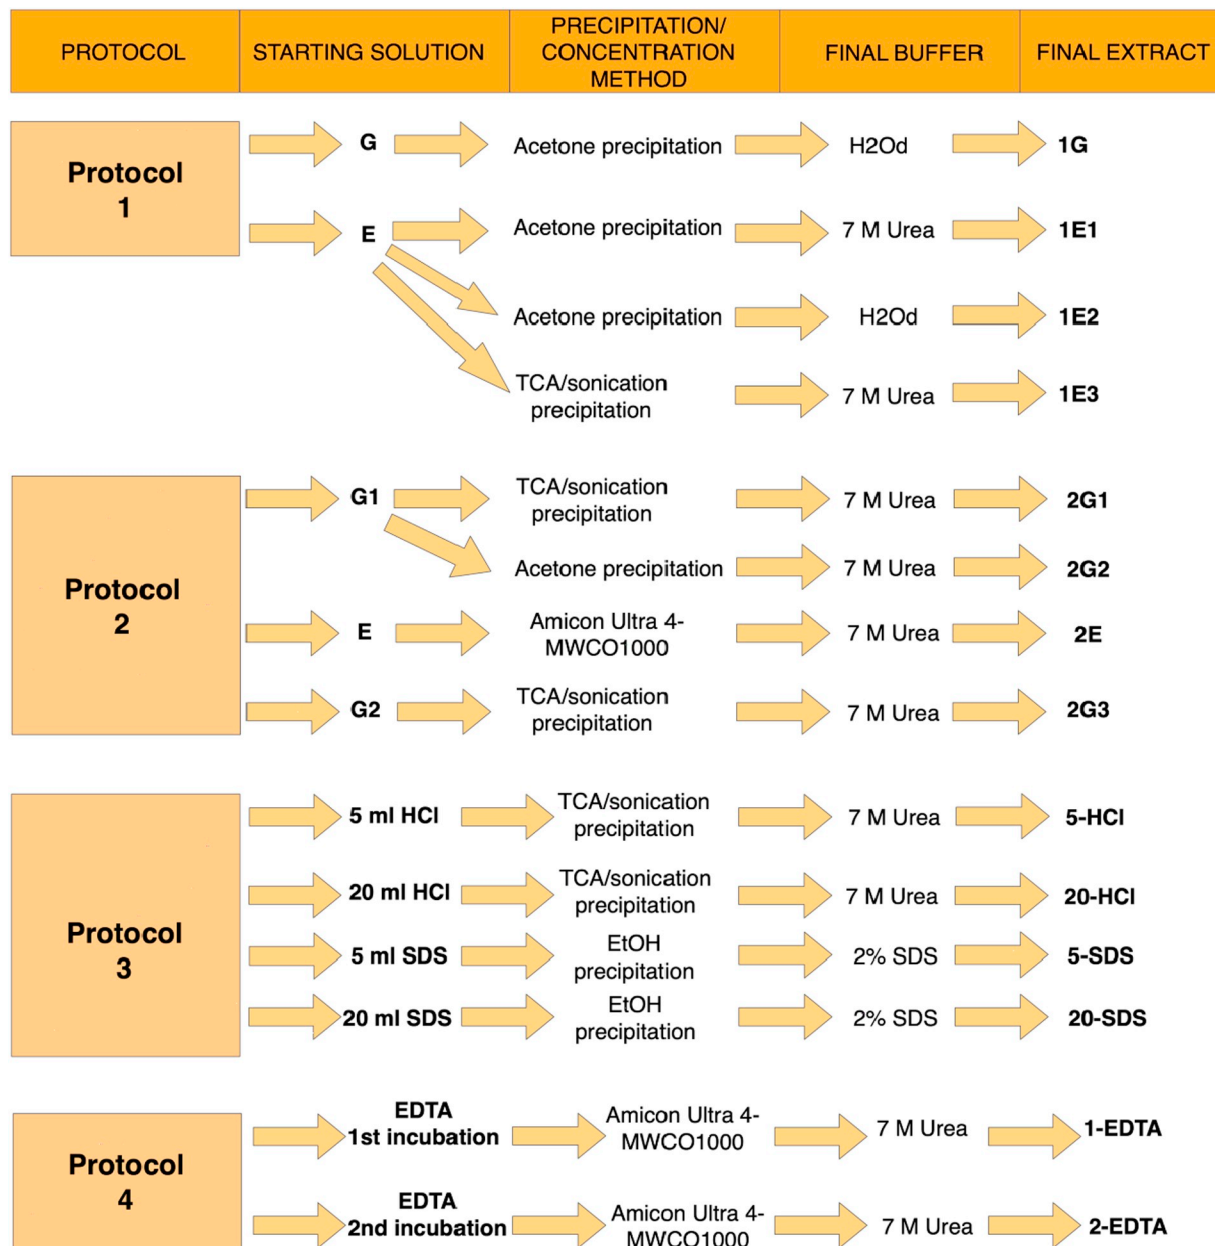 PROTOCOL
STARTING SOLUTION
PRECIPITATION/
CONCENTRATION
METHOD
FINAL BUFFER
FINAL EXTRACT
Protocol
1
G
Acetone precipitation
H2Od
1G
E
Acetone precipitation
7 M Urea
1E1
Acetone precipitation
H2Od
1E2
TCA/sonication
precipitation
7 M Urea
1E3
Protocol
2
G1
TCA/sonication
precipitation
7 M Urea
2G1
Acetone precipitation
7 M Urea
2G2
E
Amicon Ultra 4-
MWCO1000
7 M Urea
2E
G2
TCA/sonication
precipitation
7 M Urea
2G3
Protocol
3
5 ml HCl
TCA/sonication
precipitation
7 M Urea
5-HCl
20 ml HCl
TCA/sonication
precipitation
7 M Urea
20-HCl
5 ml SDS
EtOH
precipitation
2% SDS
5-SDS
20 ml SDS
EtOH
precipitation
2% SDS
20-SDS
Protocol
4
EDTA
1st incubation
Amicon Ultra 4-
MWCO1000
7 M Urea
1-EDTA
EDTA
2nd incubation
Amicon Ultra 4-
MWCO1000
7 M Urea
2-EDTA